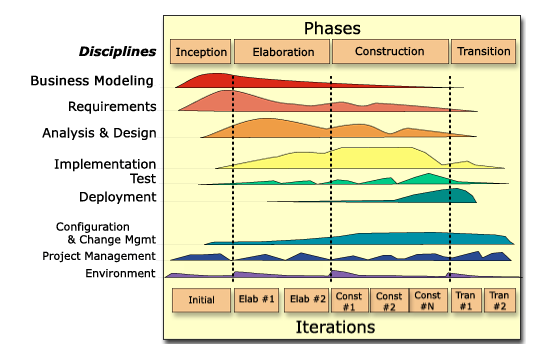 Phases
Disciplines
Inception
Elaboration
Construction
Transition
Business Modeling
Requirements
Analysis & Design
Implementation
Test
Deployment
Configuration
& Change Mgmt
Project Management
Environment
Initial
Elab #1
Elab #2
Const
#1
Const
#2
Const
#N
Tran
#1
Tran
#2
Iterations